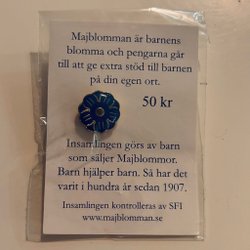 Majblomman är barnens
blomma och pengarna går
till att ge extra stöd till barnen
på din egen ort.
50 kr
Insamlingen görs av barn
som säljer Majblommor.
Barn hjälper barn. Så har det
varit i hundra år sedan 1907.
Insamlingen kontrolleras av SFI
www.majblomman.se